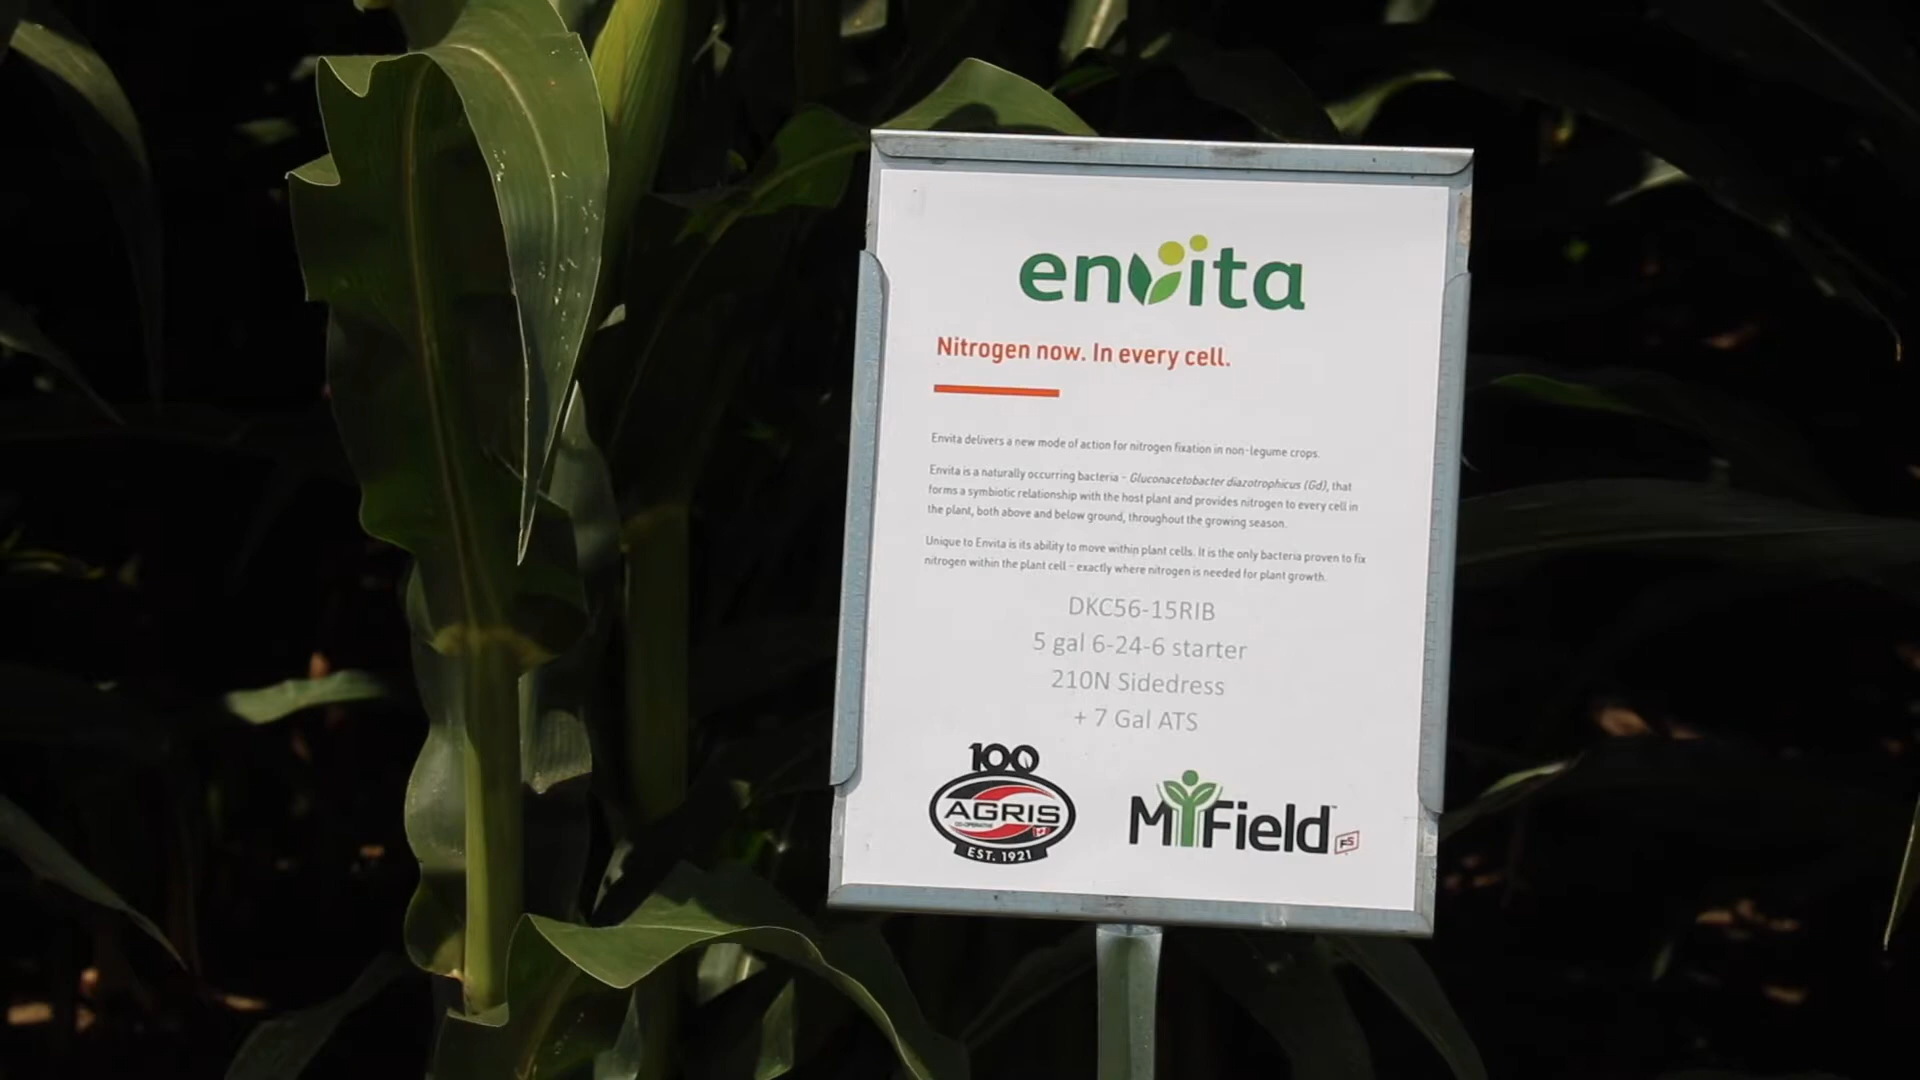 envita
Nitrogen now. In every cell.
Envita delivers a new mode of action for nitrogen fixation in non-legume crops.
Envita is a naturally occurring bacteria - Gluconacetobacter diazotrophicus (Gd), that
forms a symbiotic relationship with the host plant and provides nitrogen to every cell in
the plant, both above and below ground, throughout the growing season.
Unique to Envita is its ability to move within plant cells. It is the only bacteria proven to fix
nitrogen within the plant cell – exactly where nitrogen is needed for plant growth.
DKC56-15RIB
5 gal 6-24-6 starter
210N Sidedress
+ 7 Gal ATS
100
AGRIS
CO-OPERATIVE
EST. 1921
MyField™
FS